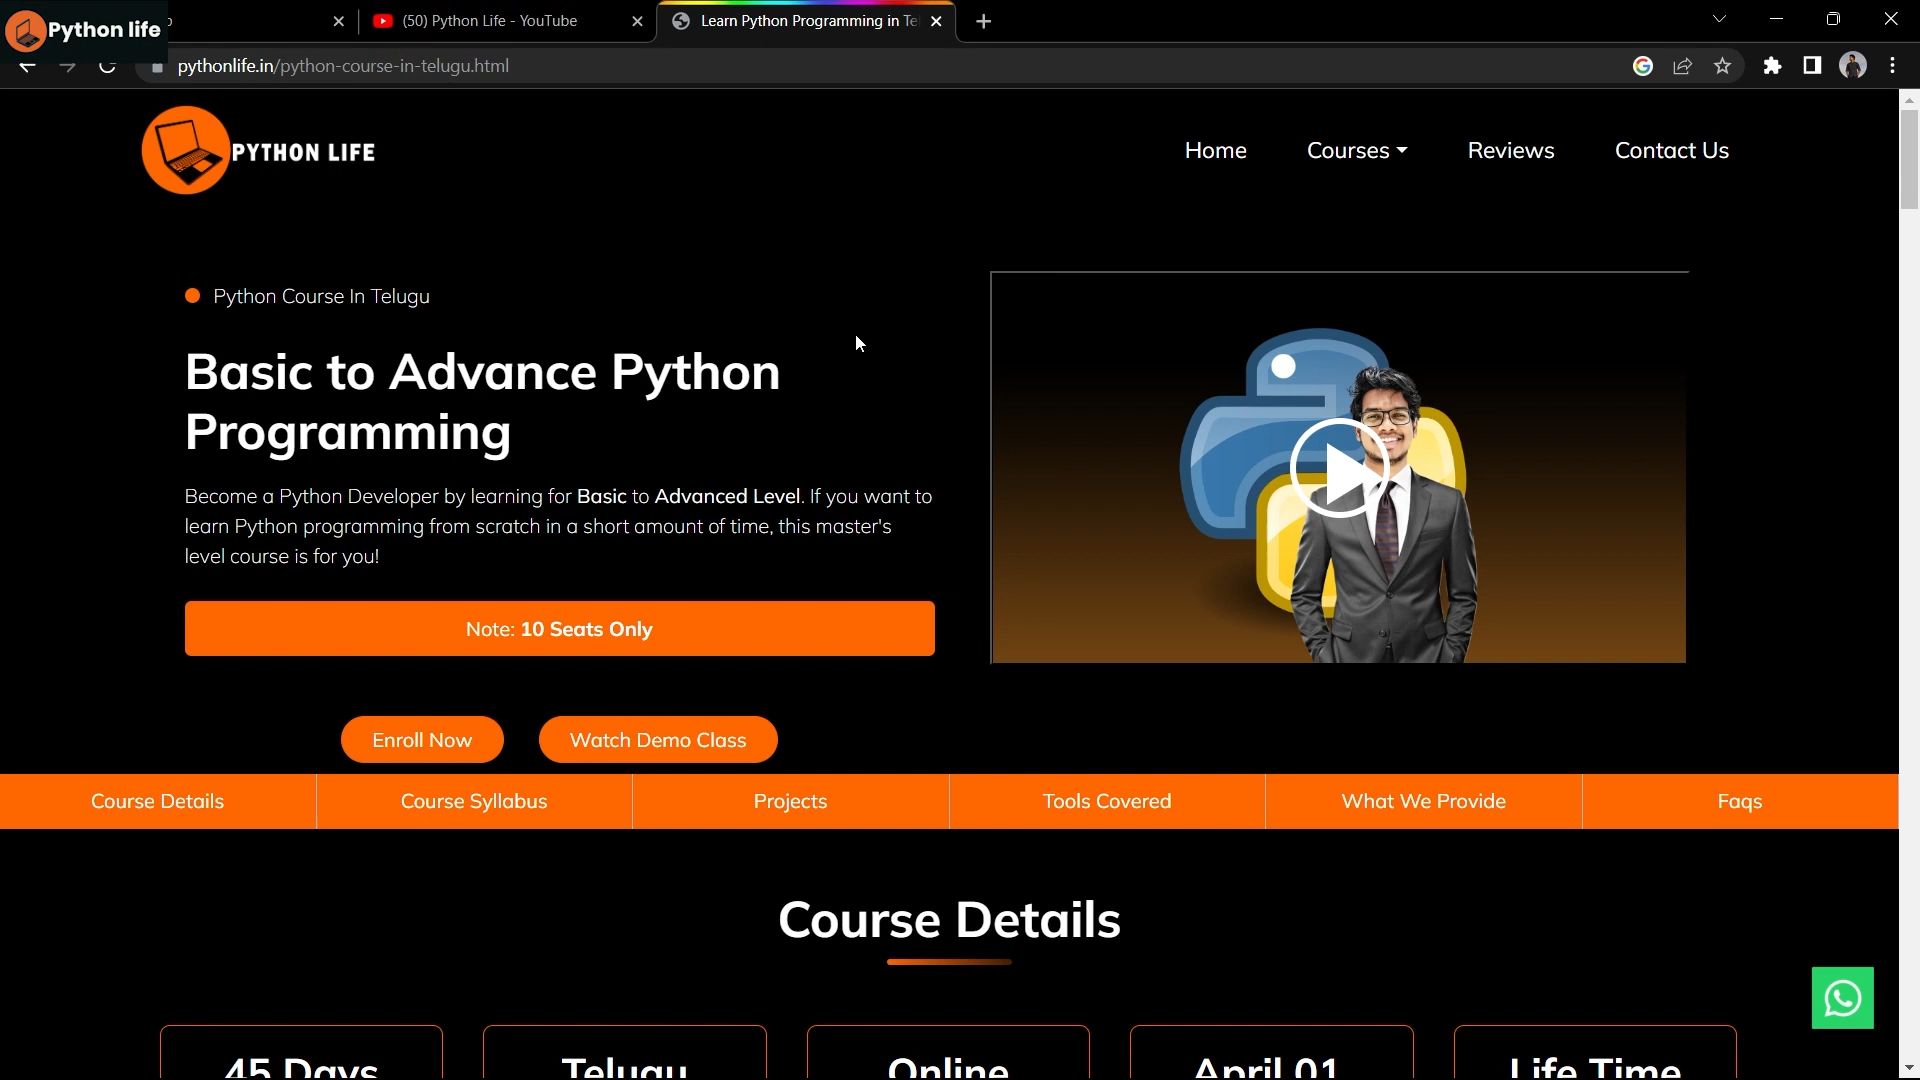 Python life
(50) Python Life - YouTube
Learn Python Programming in Te
pythonlife.in/python-course-in-telugu.html
PYTHON LIFE
Home
Courses
Reviews
Contact Us
Python Course In Telugu
Basic to Advance Python
Programming
Become a Python Developer by learning for Basic to Advanced Level. If you want to
learn Python programming from scratch in a short amount of time, this master's
level course is for you!
Note: 10 Seats Only
Enroll Now
Watch Demo Class
Course Details
Course Syllabus
Projects
Tools Covered
What We Provide
Faqs
Course Details
45 Days
Telugu
Online
April 01
Life Time